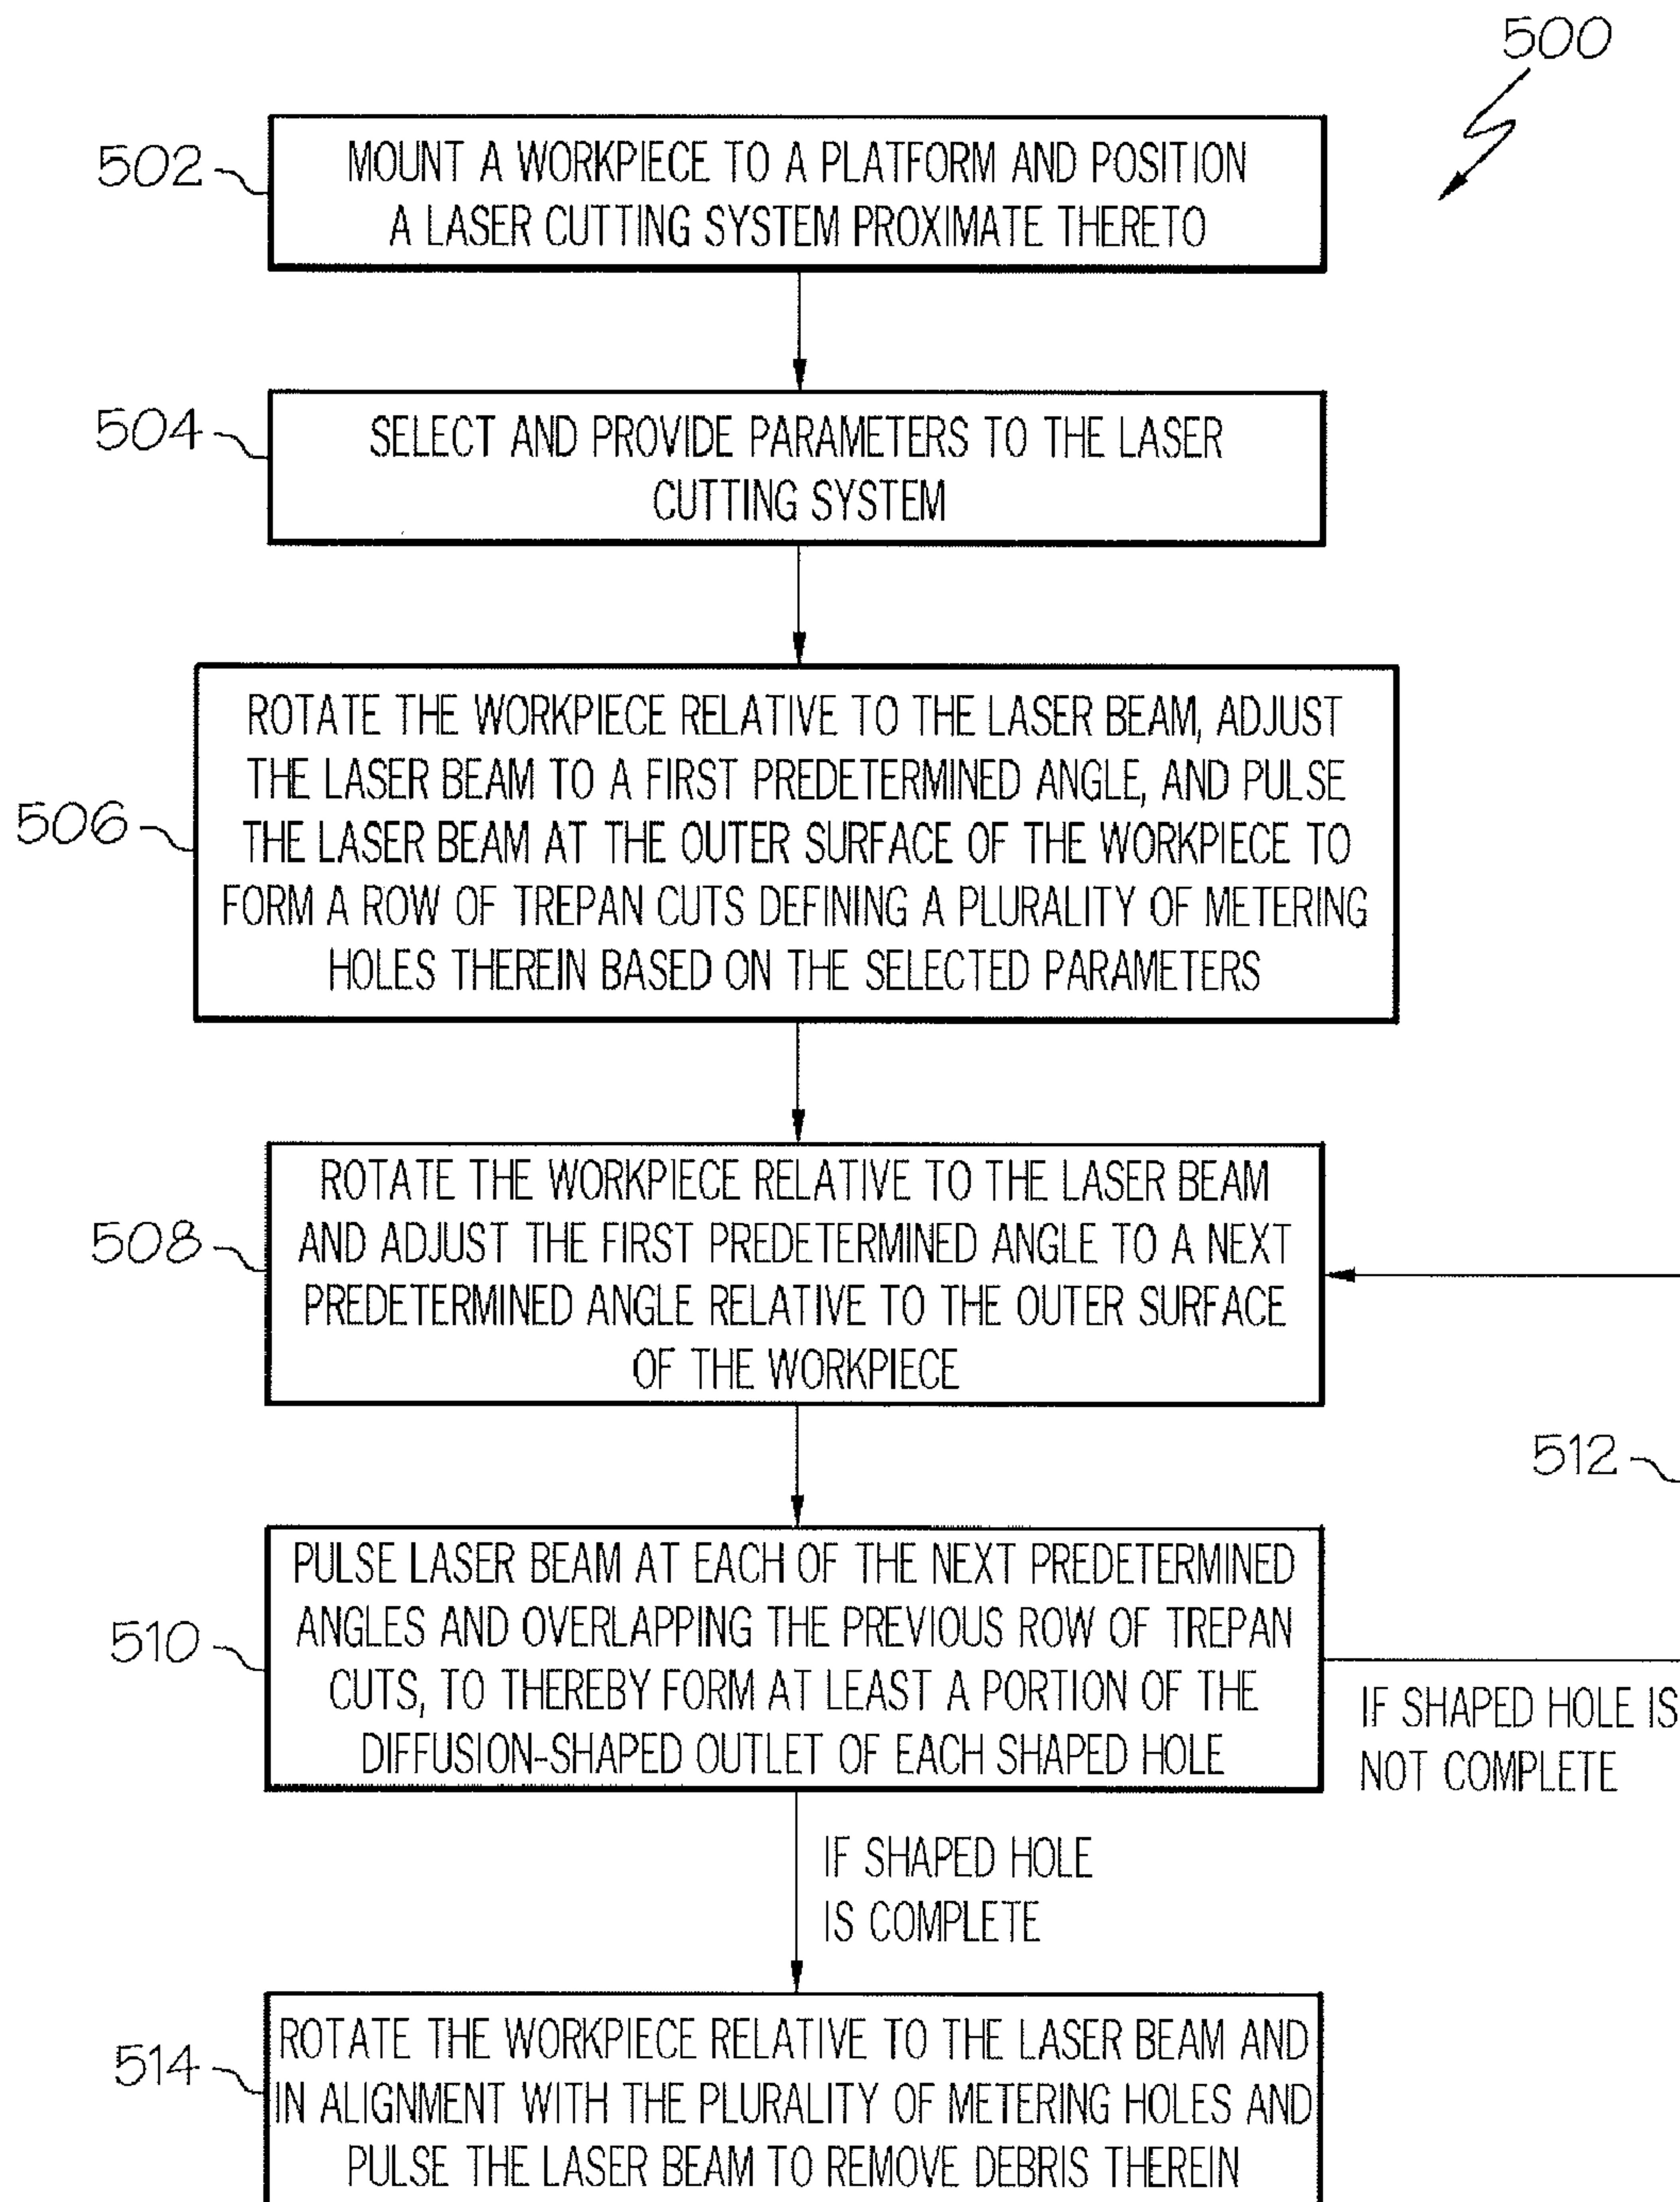 500
502
MOUNT A WORKPIECE TO A PLATFORM AND POSITION
A LASER CUTTING SYSTEM PROXIMATE THERETO
504
SELECT AND PROVIDE PARAMETERS TO THE LASER
CUTTING SYSTEM
506
ROTATE THE WORKPIECE RELATIVE TO THE LASER BEAM, ADJUST
THE LASER BEAM TO A FIRST PREDETERMINED ANGLE, AND PULSE
THE LASER BEAM AT THE OUTER SURFACE OF THE WORKPIECE TO
FORM A ROW OF TREPAN CUTS DEFINING A PLURALITY OF METERING
HOLES THEREIN BASED ON THE SELECTED PARAMETERS
508
ROTATE THE WORKPIECE RELATIVE TO THE LASER BEAM
AND ADJUST THE FIRST PREDETERMINED ANGLE TO A NEXT
PREDETERMINED ANGLE RELATIVE TO THE OUTER SURFACE
OF THE WORKPIECE
512
510
PULSE LASER BEAM AT EACH OF THE NEXT PREDETERMINED
ANGLES AND OVERLAPPING THE PREVIOUS ROW OF TREPAN
CUTS, TO THEREBY FORM AT LEAST A PORTION OF THE
DIFFUSION-SHAPED OUTLET OF EACH SHAPED HOLE
IF SHAPED HOLE IS
NOT COMPLETE
IF SHAPED HOLE
IS COMPLETE
514
ROTATE THE WORKPIECE RELATIVE TO THE LASER BEAM AND
IN ALIGNMENT WITH THE PLURALITY OF METERING HOLES AND
PULSE THE LASER BEAM TO REMOVE DEBRIS THEREIN